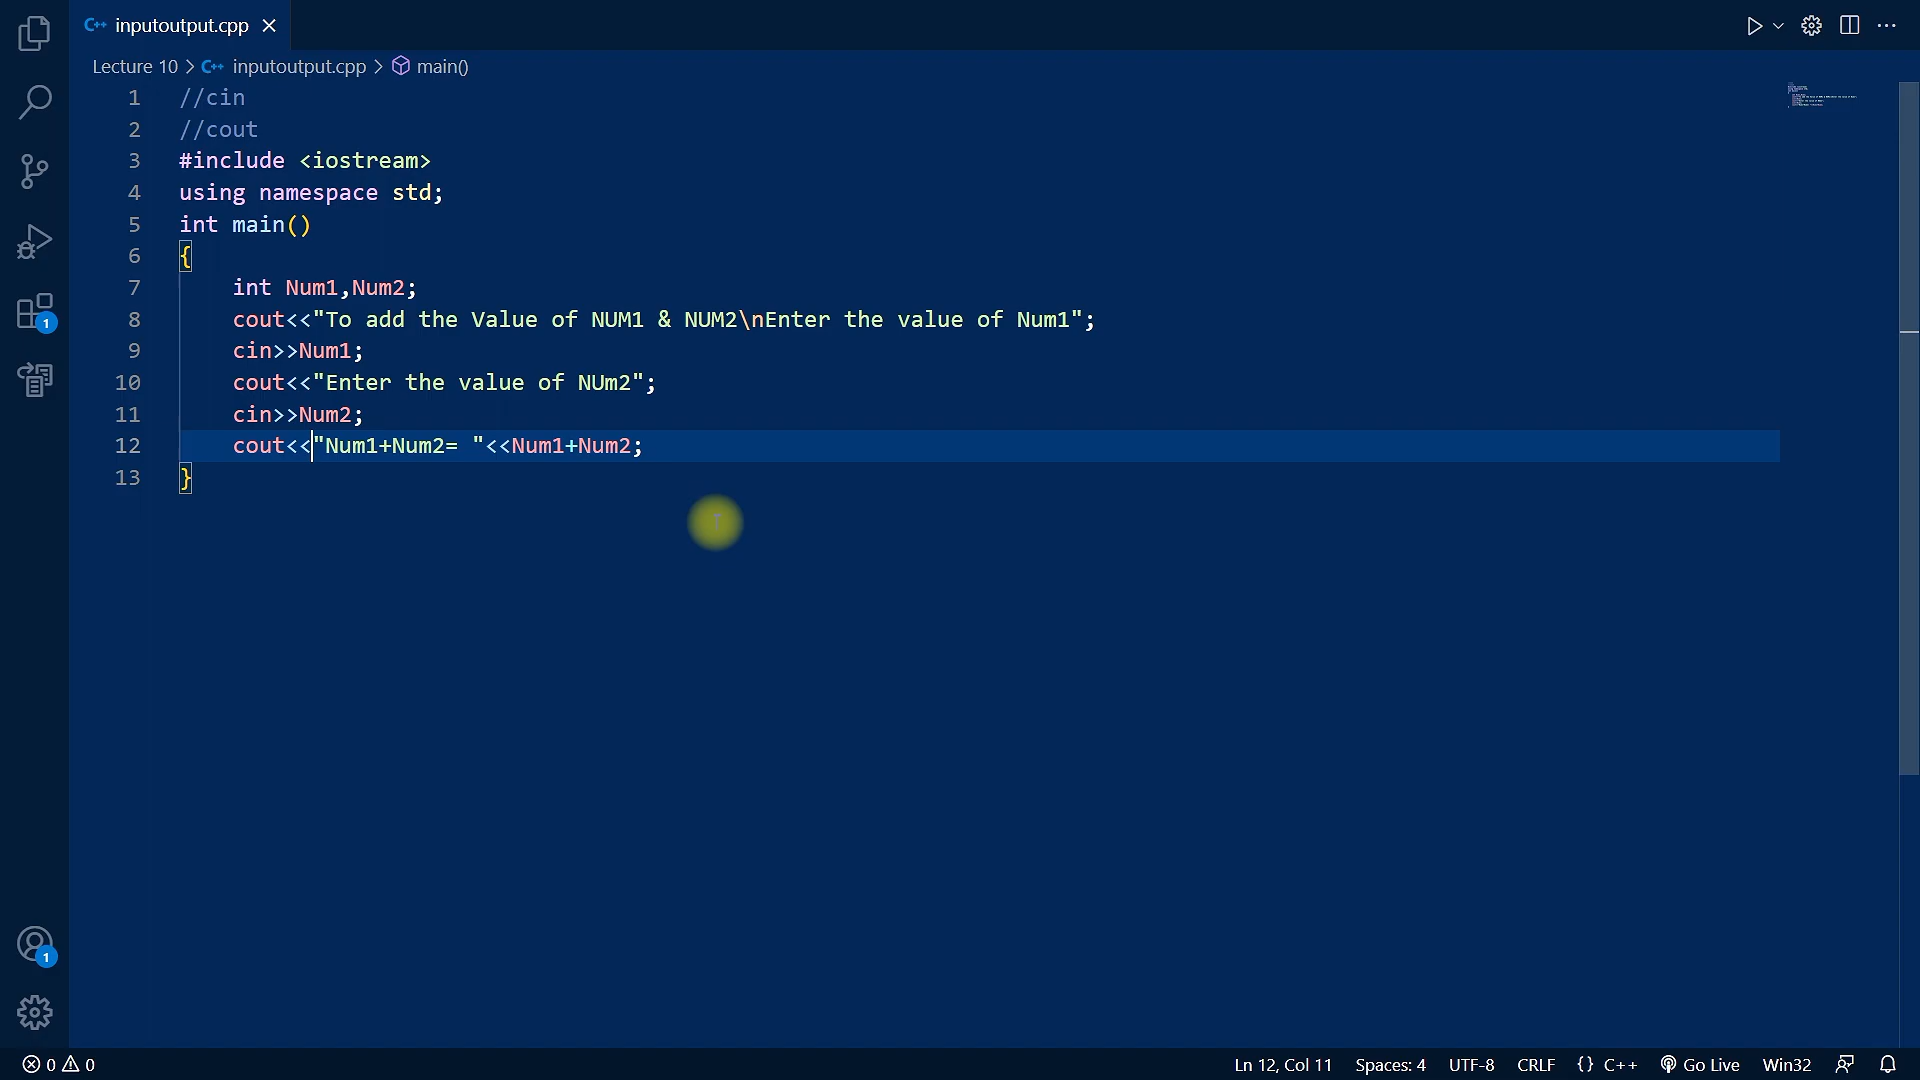 C++ inputoutput.cpp
Lecture 10 > C++ inputoutput.cpp > main()
1 //cin
2 //cout
3 #include <iostream>
4 using namespace std;
5 int main()
6 {
7 int Num1,Num2;
8 cout<<"To add the Value of NUM1 & NUM2\nEnter the value of Num1";
9 cin>>Num1;
10 cout<<"Enter the value of NUm2";
11 cin>>Num2;
12 cout<<"Num1+Num2= "<<Num1+Num2;
13 }
1
1
0 0 Ln 12, Col 11 Spaces: 4 UTF-8 CRLF {} C++ Go Live Win32